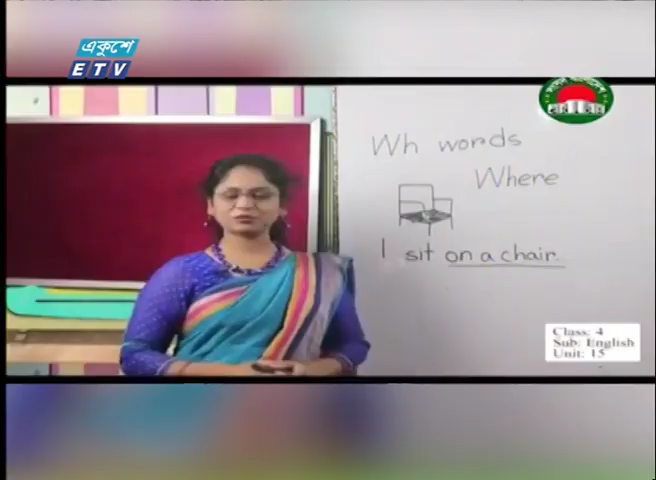 একুশে
ETV
Wh words
Where
I sit on a chair.
Class: 4
Sub: English
Unit: 15